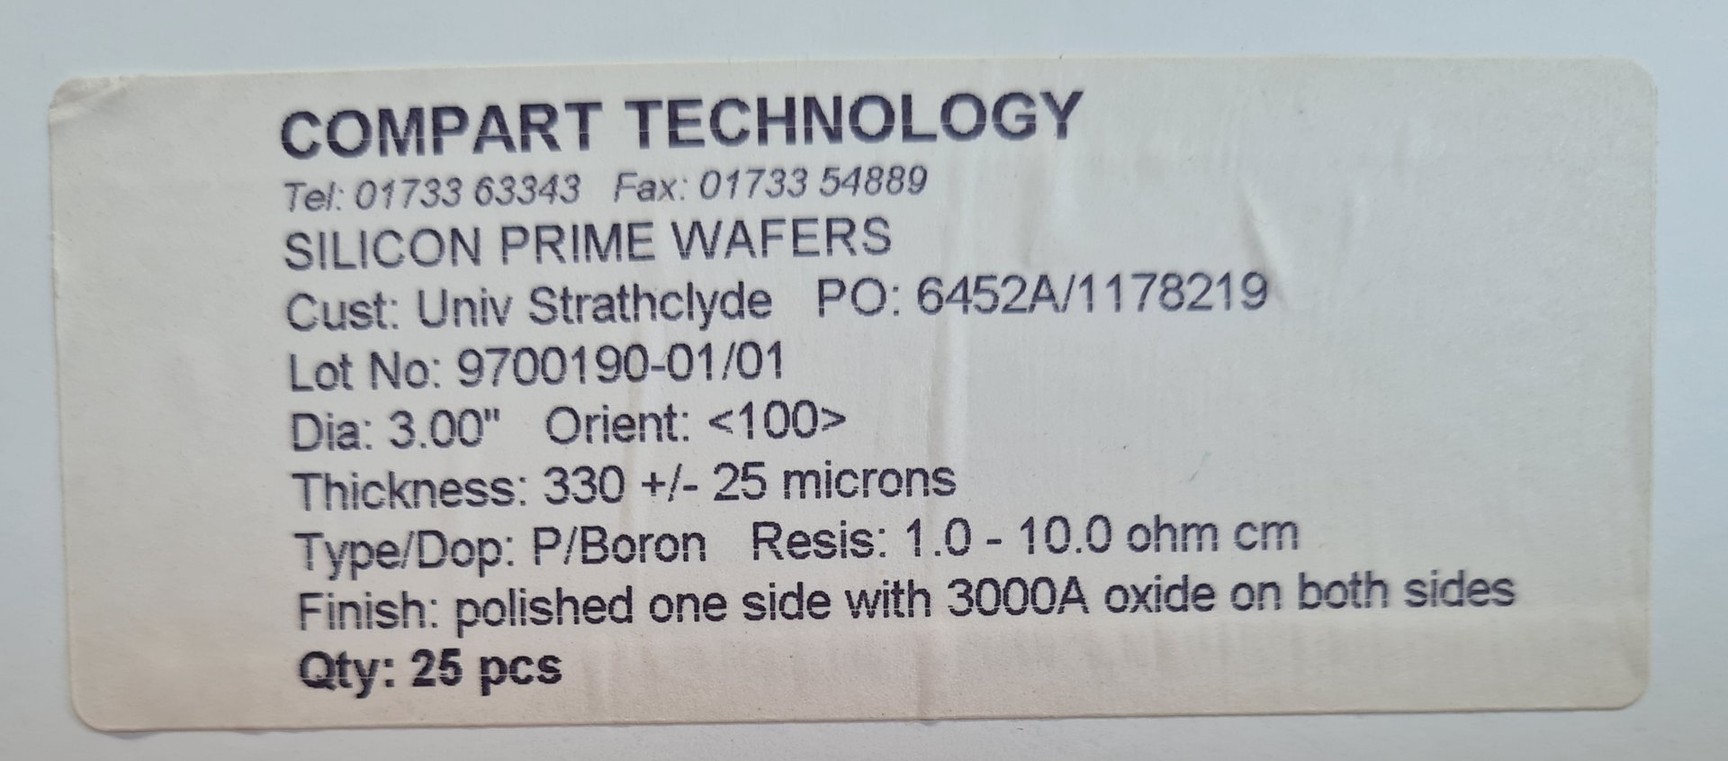 COMPART TECHNOLOGY
Tel: 01733 63343 Fax: 01733 54889
SILICON PRIME WAFERS
Cust: Univ Strathclyde PO: 6452A/1178219
Lot No: 9700190-01/01
Dia: 3.00" Orient: <100>
Thickness: 330 +/- 25 microns
Type/Dop: P/Boron Resis: 1.0 - 10.0 ohm cm
Finish: polished one side with 3000A oxide on both sides
Qty: 25 pcs